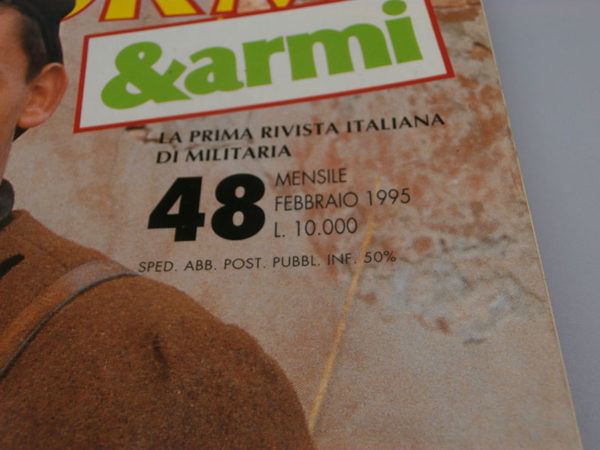 &armi
LA PRIMA RIVISTA ITALIANA
DI MILITARIA
48
MENSILE
FEBBRAIO 1995
L. 10.000
SPED. ABB. POST. PUBBL. INF. 50%